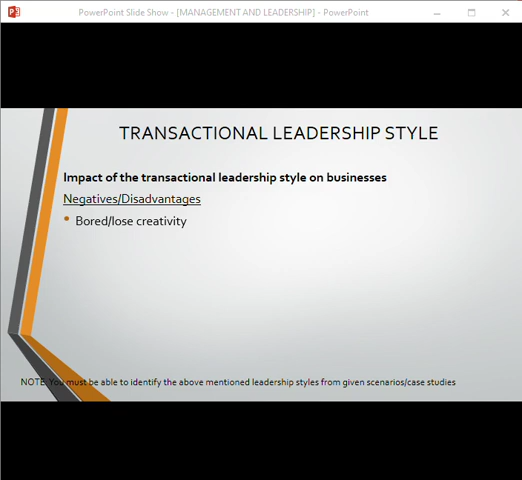 PowerPoint Slide Show - [MANAGEMENT AND LEADERSHIP] - PowerPoint
TRANSACTIONAL LEADERSHIP STYLE
Impact of the transactional leadership style on businesses
Negatives/Disadvantages
• Bored/lose creativity
NOTE: You must be able to identify the above mentioned leadership styles from given scenarios/case studies